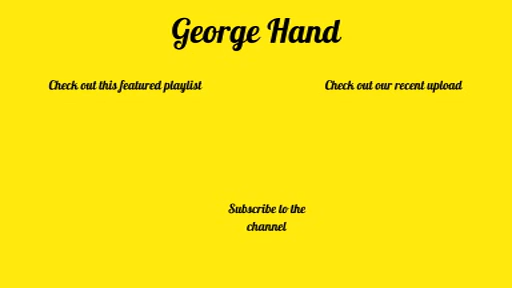 George Hand
Check out this featured playlist
Check out our recent upload
Subscribe to the
channel